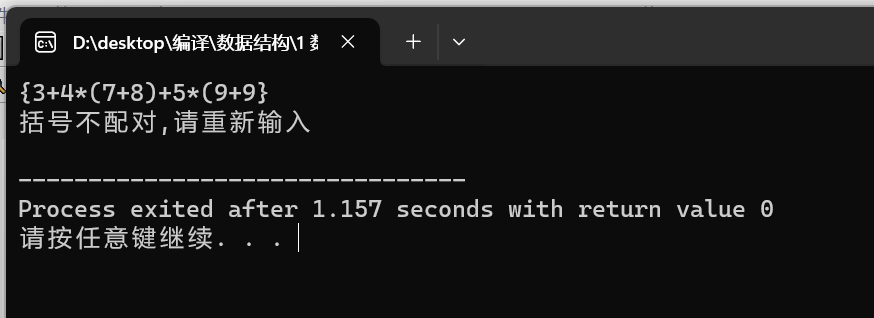 D:\desktop\编译\数据结构\1 数
{3+4*(7+8)+5*(9+9}
括号不配对,请重新输入
--------------------------------
Process exited after 1.157 seconds with return value 0
请按任意键继续. . .